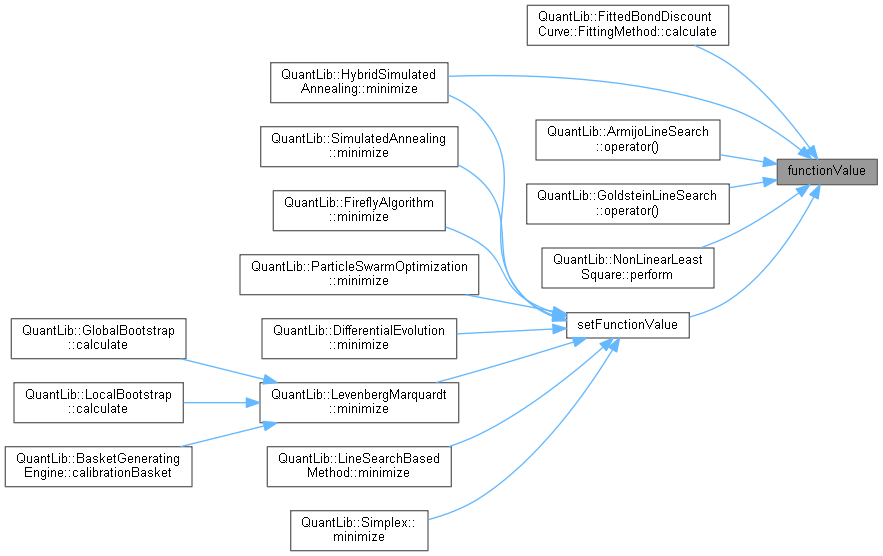 QuantLib::FittedBondDiscount
Curve::FittingMethod::calculate
QuantLib::HybridSimulated
Annealing::minimize
QuantLib::ArmijoLineSearch
::operator()
QuantLib::SimulatedAnnealing
::minimize
functionValue
QuantLib::GoldsteinLineSearch
::operator()
QuantLib::FireflyAlgorithm
::minimize
QuantLib::NonLinearLeast
Square::perform
QuantLib::ParticleSwarmOptimization
::minimize
setFunctionValue
QuantLib::GlobalBootstrap
::calculate
QuantLib::DifferentialEvolution
::minimize
QuantLib::LocalBootstrap
::calculate
QuantLib::LevenbergMarquardt
::minimize
QuantLib::BasketGenerating
Engine::calibrationBasket
QuantLib::LineSearchBased
Method::minimize
QuantLib::Simplex::
minimize